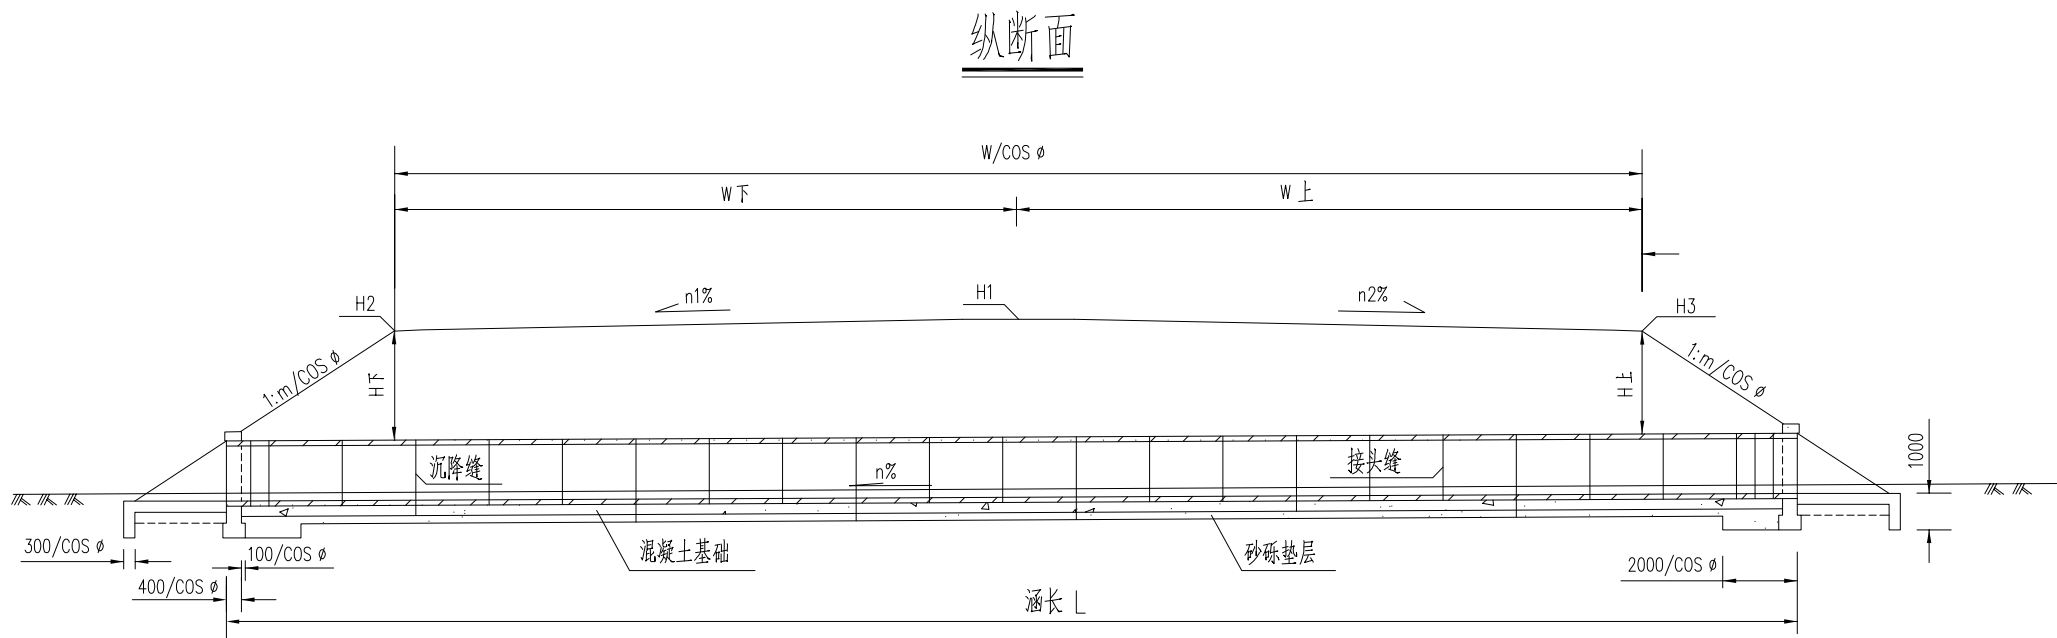 纵断面
W/COS ø
W下
W上
H2
n1%
H1
n2%
H3
1:m/COS ø
H下
H上
1:m/COS ø
沉降缝
n%
接头缝
1000
300/COS ø
100/COS ø
混凝土基础
砂砾垫层
2000/COS ø
400/COS ø
涵长 L